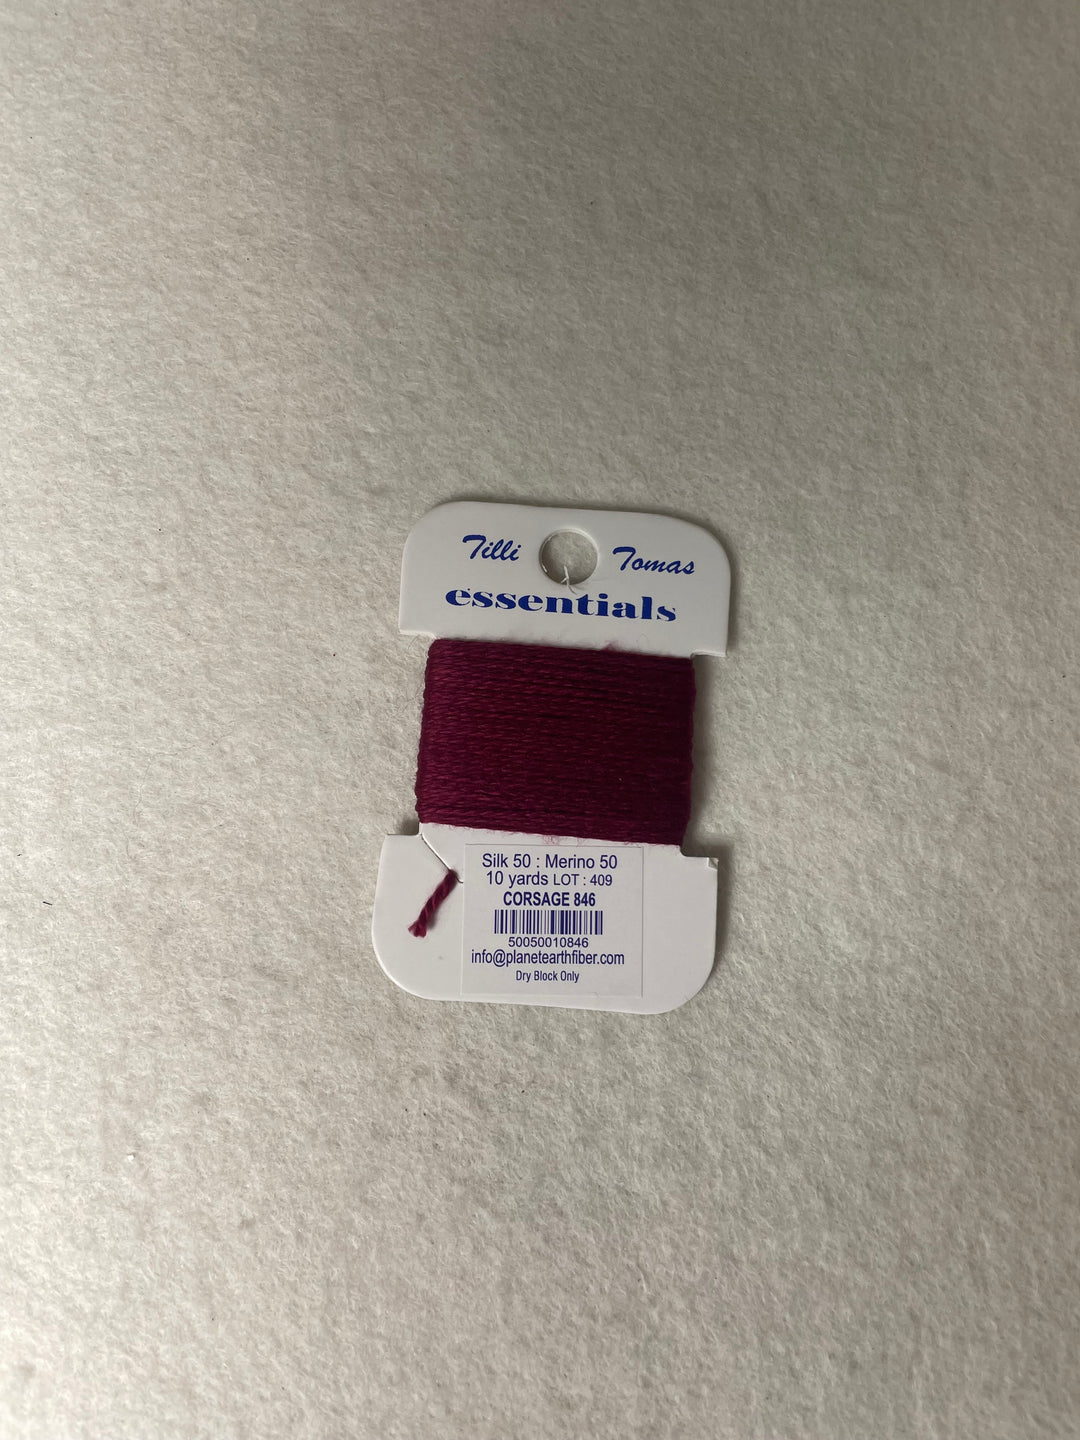 Tilli Tomas
essentials
Silk 50 : Merino 50
10 yards LOT : 409
CORSAGE 846
50050010846
info@planetearthfiber.com
Dry Block Only